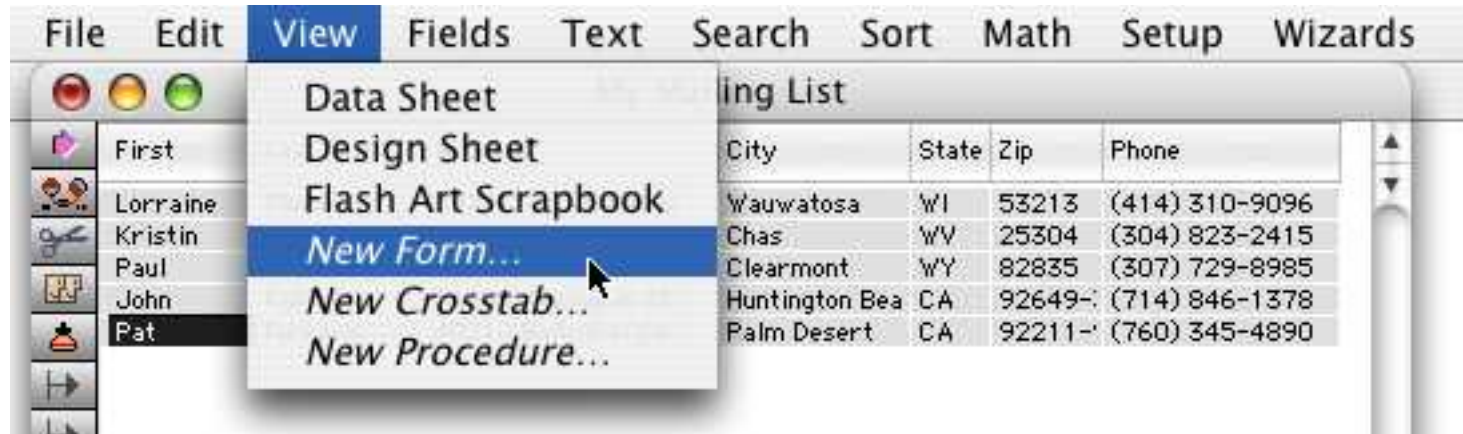 File Edit View Fields Text Search Sort Math Setup Wizards
ling List
Data Sheet
Design Sheet
Flash Art Scrapbook
New Form...
New Crosstab...
New Procedure...
First City State Zip Phone
Lorraine Wauwatosa WI 53213 (414) 310-9096
Kristin Chas WV 25304 (304) 823-2415
Paul Clearmont WY 82835 (307) 729-8985
John Huntington Bea CA 92649- (714) 846-1378
Pat Palm Desert CA 92211- (760) 345-4890